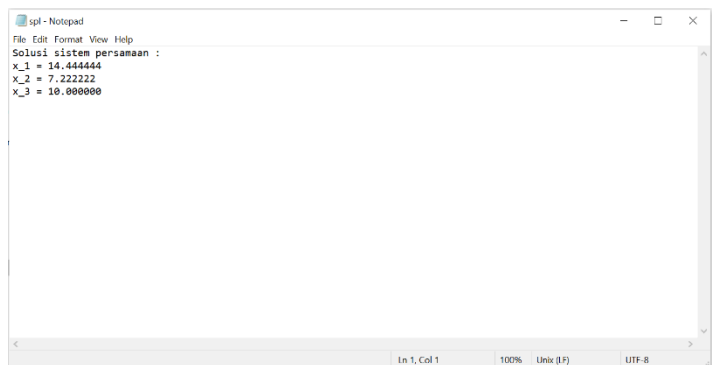 spl - Notepad
File Edit Format View Help
Solusi sistem persamaan :
x_1 = 14.444444
x_2 = 7.222222
x_3 = 10.000000
Ln 1, Col 1 100% Unix (LF) UTF-8